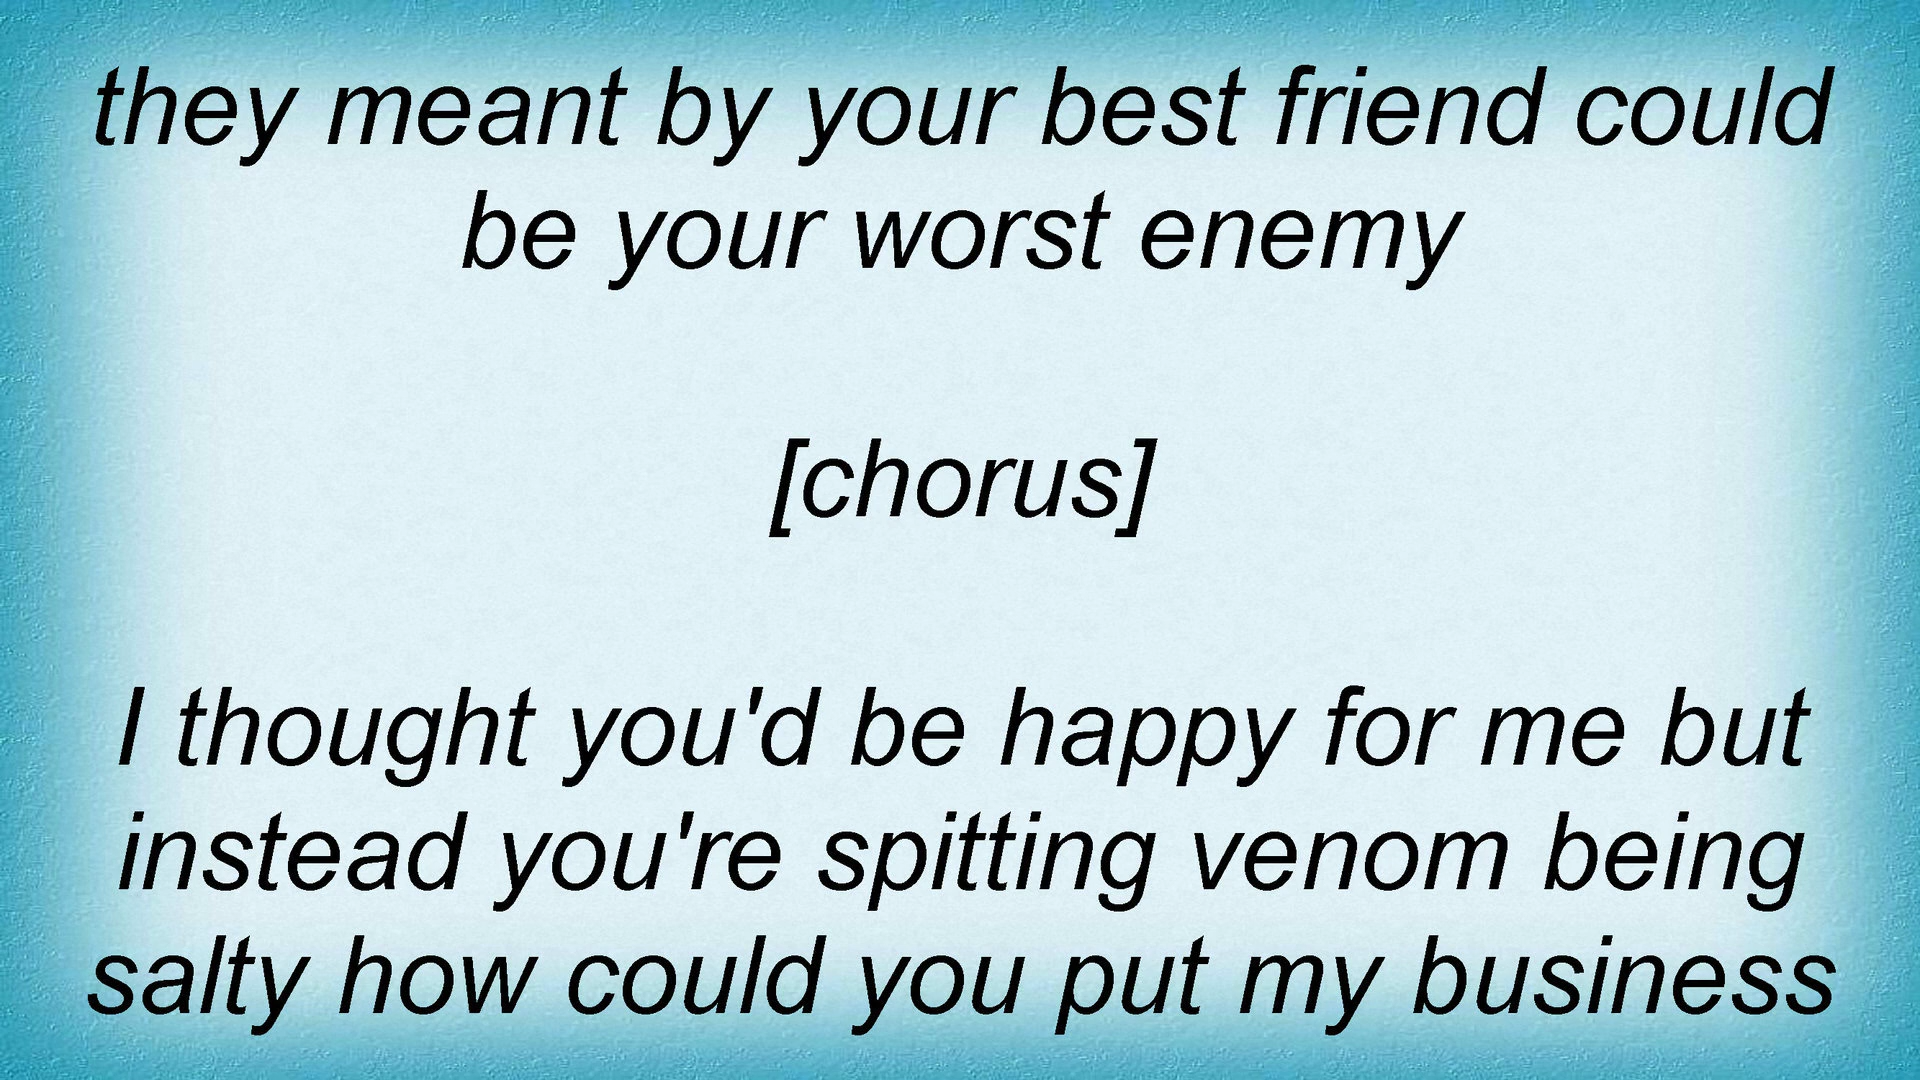 they meant by your best friend could
be your worst enemy
[chorus]
I thought you'd be happy for me but
instead you're spitting venom being
salty how could you put my business